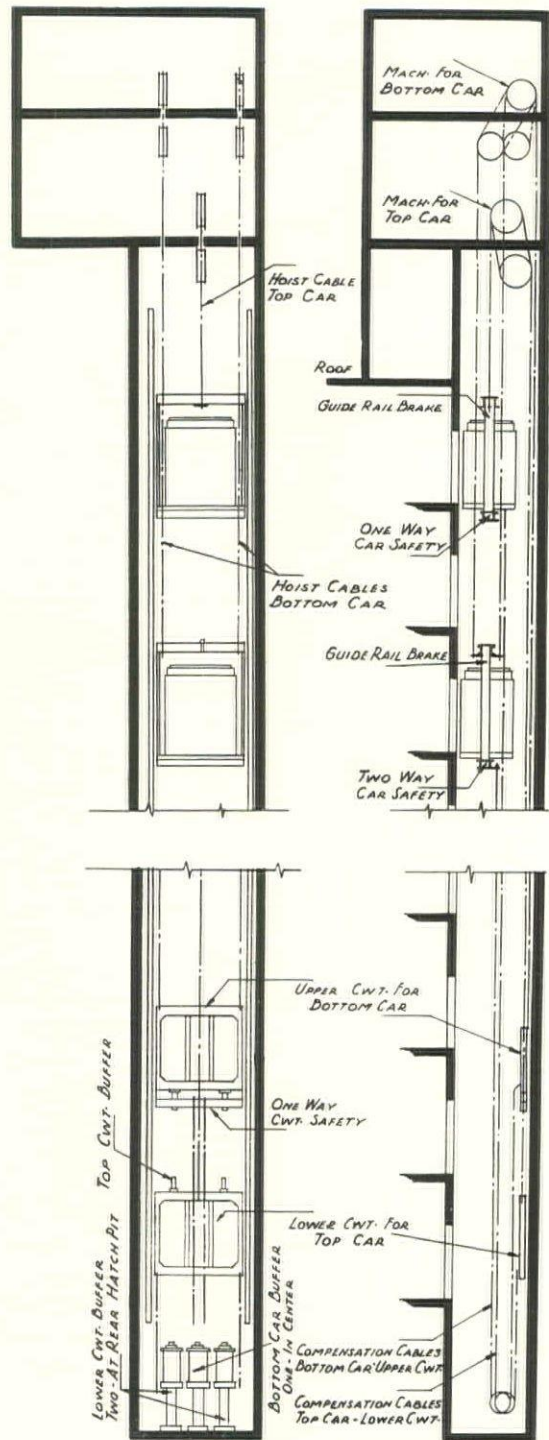 MACH. FOR
BOTTOM CAR
MACH. FOR
TOP CAR
HOIST CABLE
TOP CAR
ROOF
GUIDE RAIL BRAKE
ONE WAY
CAR SAFETY
HOIST CABLES
BOTTOM CAR
GUIDE RAIL BRAKE
TWO WAY
CAR SAFETY
UPPER CWT. FOR
BOTTOM CAR
TOP CWT. BUFFER
ONE WAY
CWT. SAFETY
LOWER CWT. FOR
TOP CAR
LOWER CWT. BUFFER
TWO - AT REAR HATCH PIT
BOTTOM CAR BUFFER
ONE - IN CENTER
COMPENSATION CABLES
BOTTOM CAR-UPPER CWT.
COMPENSATION CABLES
TOP CAR - LOWER CWT.